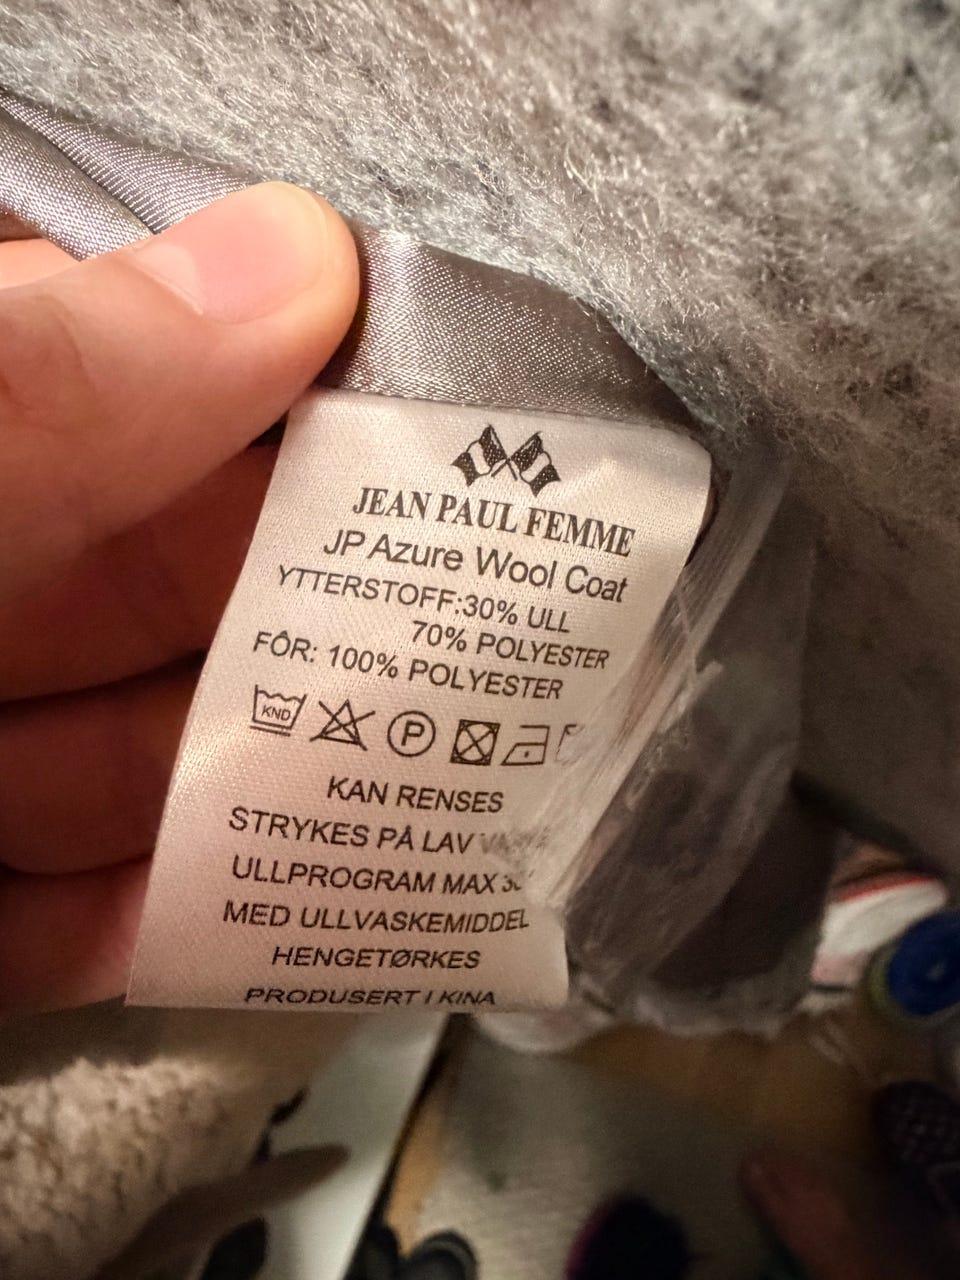 JEAN PAUL FEMME
JP Azure Wool Coat
YTTERSTOFF:30% ULL
70% POLYESTER
FÔR: 100% POLYESTER
KND P
KAN RENSES
STRYKES PÅ LAV
ULLPROGRAM MAX
MED ULLVASKEMIDDEL
HENGETØRKES
PRODUSERT I KINA